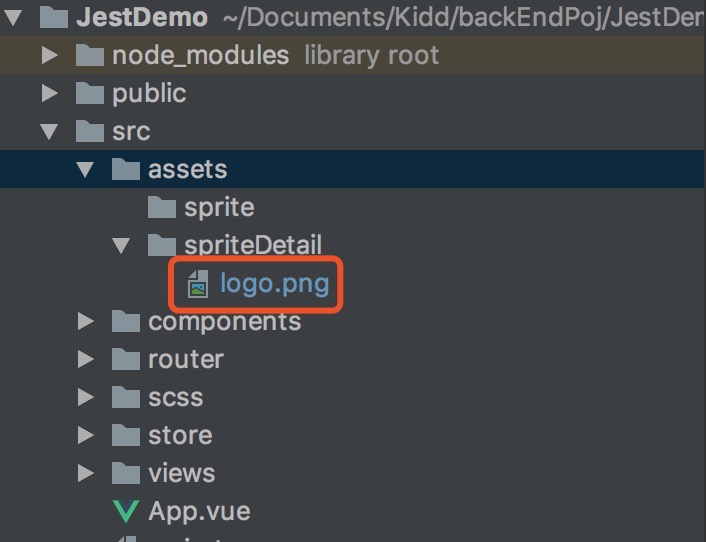 JestDemo ~/Documents/Kidd/backEndPoj/JestDem
node_modules library root
public
src
assets
sprite
spriteDetail
logo.png
components
router
scss
store
views
App.vue